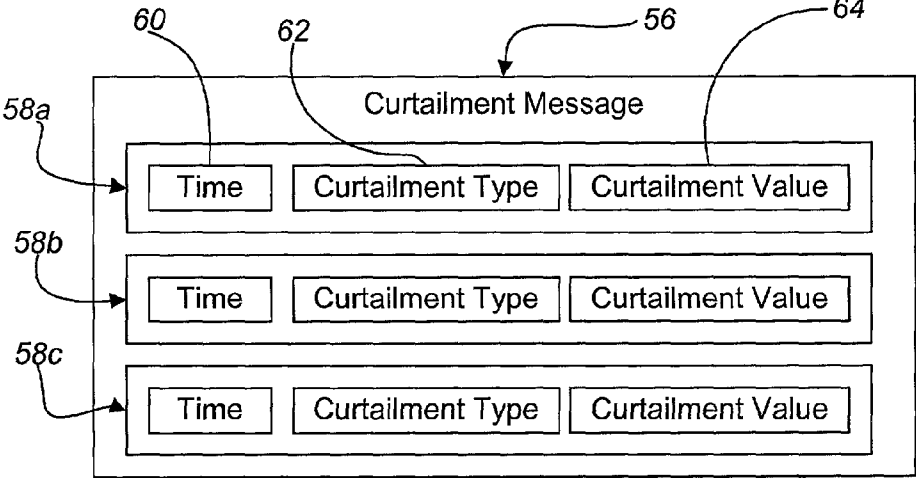 60
62
56
64
Curtailment Message
58a
Time Curtailment Type Curtailment Value
58b
Time Curtailment Type Curtailment Value
58c
Time Curtailment Type Curtailment Value